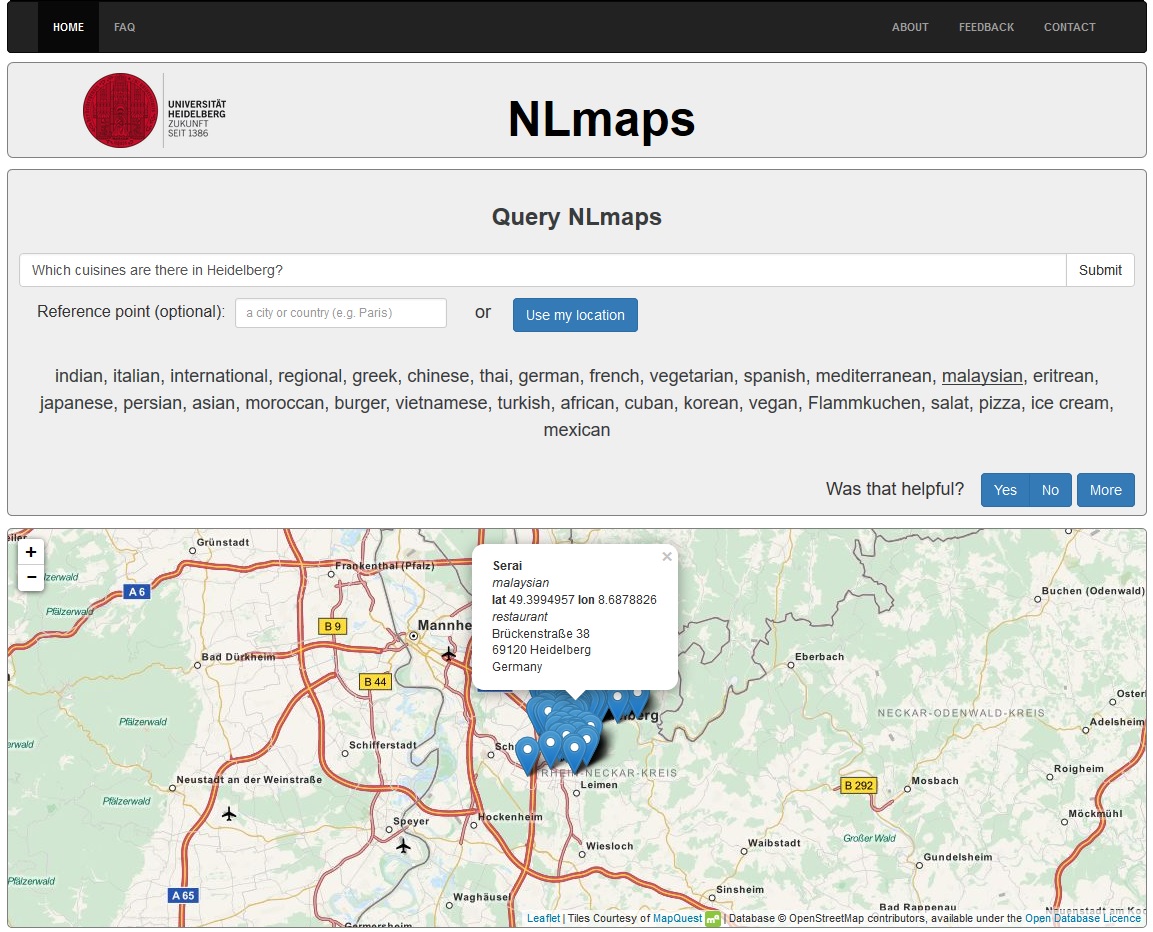 HOME FAQ ABOUT FEEDBACK CONTACT
UNIVERSITÄT
HEIDELBERG
ZUKUNFT
SEIT 1386
NLmaps
Query NLmaps
Which cuisines are there in Heidelberg? Submit
Reference point (optional): a city or country (e.g. Paris) or Use my location
indian, italian, international, regional, greek, chinese, thai, german, french, vegetarian, spanish, mediterranean, malaysian, eritrean,
japanese, persian, asian, moroccan, burger, vietnamese, turkish, african, cuban, korean, vegan, Flammkuchen, salat, pizza, ice cream,
mexican
Was that helpful? Yes No More
+
−
Serai
malaysian
lat 49.3994957 lon 8.6878826
restaurant
Brückenstraße 38
69120 Heidelberg
Germany
×
Grünstadt
Frankenthal (Pfalz)
Pfälzerwald
A 6
Buchen (Odenwald)
Pfälzerwald
B 9
Mannhe
Bad Dürkheim
Eberbach
B 44
Oster
NECKAR-ODENWALD-KREIS
Pfälzerwald
berg
Adelsheim
erwald
Schifferstadt
Sch
RHEIN-NECKAR-KREIS
Roigheim
Neustadt an der Weinstraße
Leimen
B 292
Mosbach
Pfälzerwald
Möckmühl
Speyer
Hockenheim
Großer Wald
Wiesloch
Waibstadt
Gundelsheim
Pfälzerwald
A 65
Waghäusel
Sinsheim
Bad Rappenau
Germersheim
Leaflet | Tiles Courtesy of MapQuest | Database © OpenStreetMap contributors, available under the Open Database Licence